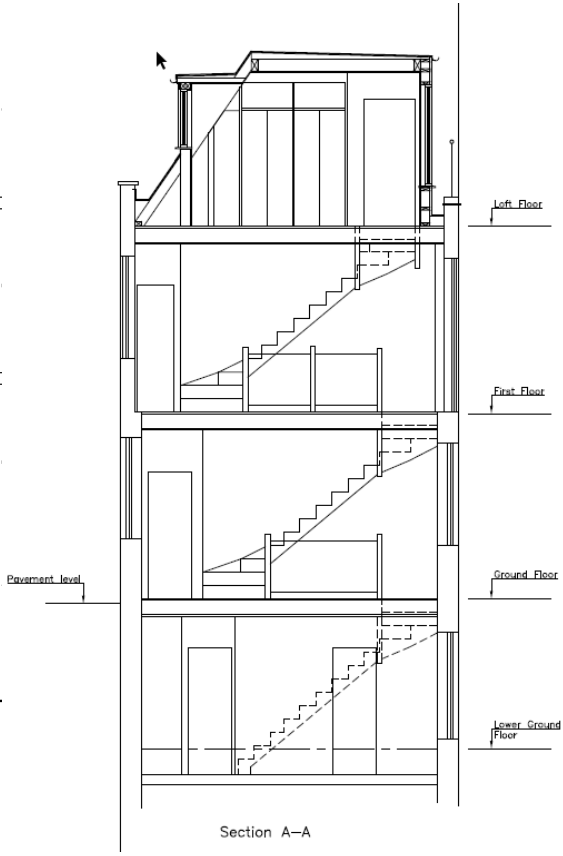 Loft Floor
First Floor
Pavement level
Ground Floor
Lower Ground
Floor
Section A-A